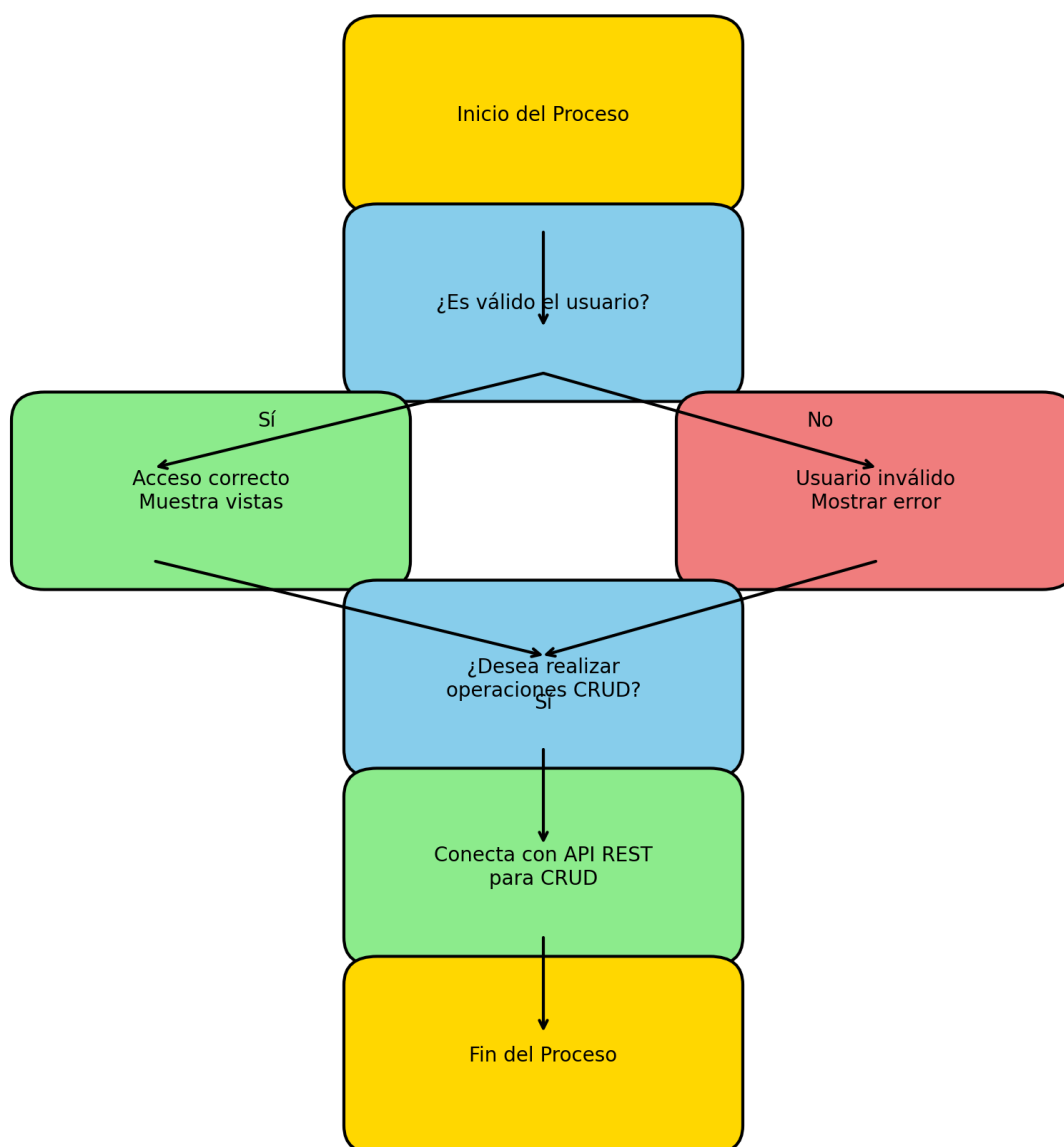 Inicio del Proceso
¿Es válido el usuario?
Sí
No
Acceso correcto
Muestra vistas
Usuario inválido
Mostrar error
¿Desea realizar
operaciones CRUD?
Sí
Conecta con API REST
para CRUD
Fin del Proceso